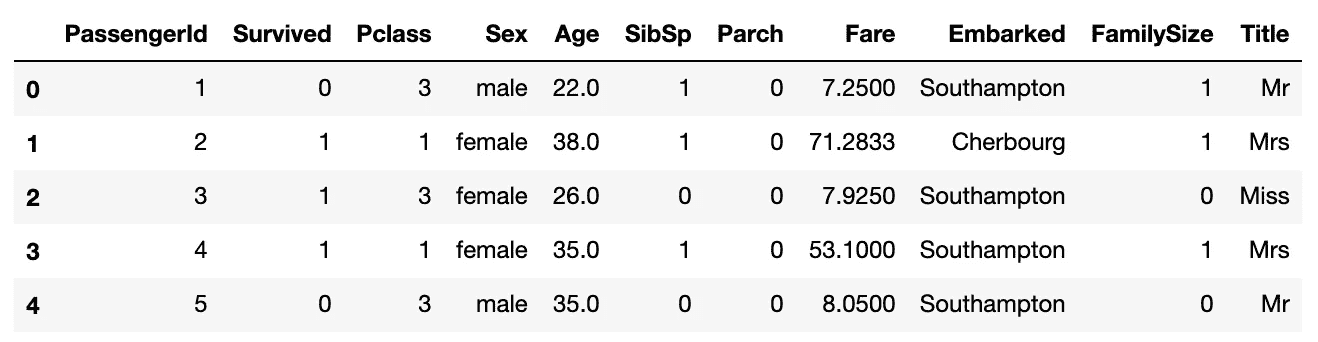 PassengerId Survived Pclass Sex Age SibSp Parch Fare Embarked FamilySize Title
0 1 0 3 male 22.0 1 0 7.2500 Southampton 1 Mr
1 2 1 1 female 38.0 1 0 71.2833 Cherbourg 1 Mrs
2 3 1 3 female 26.0 0 0 7.9250 Southampton 0 Miss
3 4 1 1 female 35.0 1 0 53.1000 Southampton 1 Mrs
4 5 0 3 male 35.0 0 0 8.0500 Southampton 0 Mr